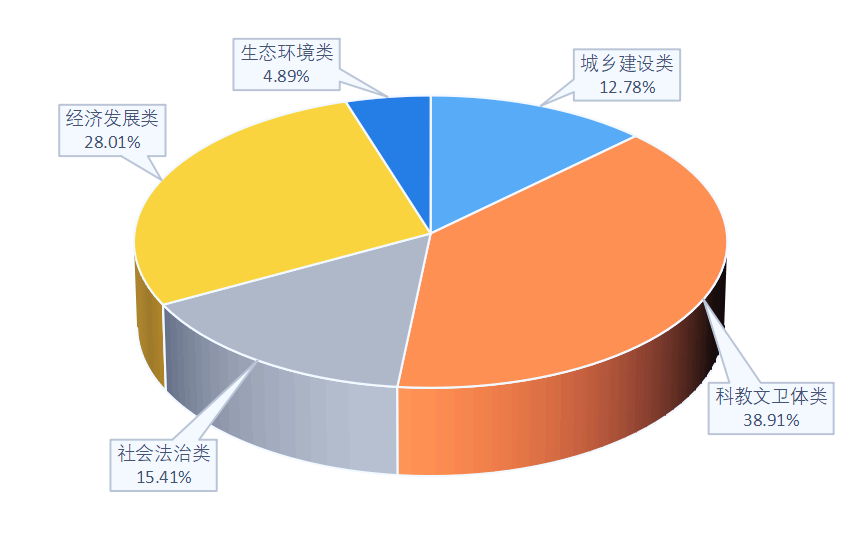 生态环境类
4.89%
城乡建设类
12.78%
经济发展类
28.01%
科教文卫体类
38.91%
社会法治类
15.41%